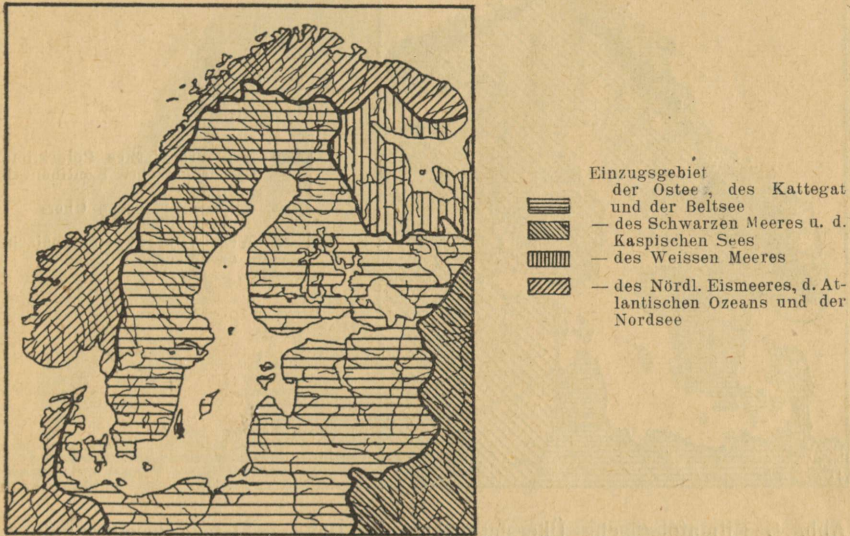 Einzugsgebiet
der Ostee, des Kattegat
und der Beltsee
— des Schwarzen Meeres u. d.
Kaspischen Sees
— des Weissen Meeres
— des Nördl. Eismeeres, d. At-
lantischen Ozeans und der
Nordsee